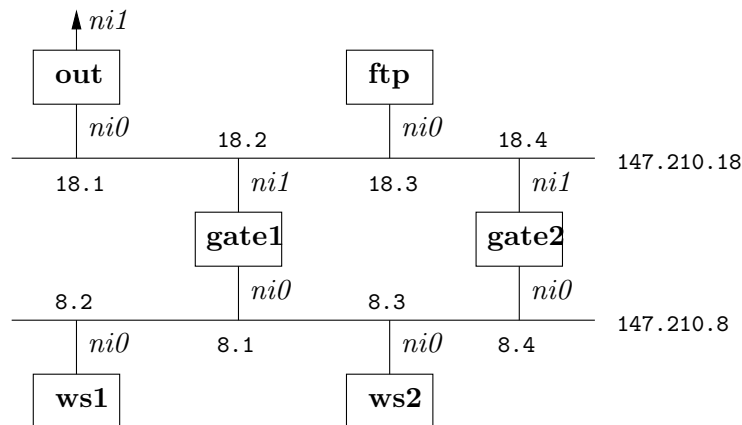 ni1
out ftp
ni0 ni0
18.2 18.4
147.210.18
18.1 ni1 18.3 ni1
gate1 gate2
8.2 ni0 8.3 ni0
147.210.8
ni0 8.1 ni0 8.4
ws1 ws2